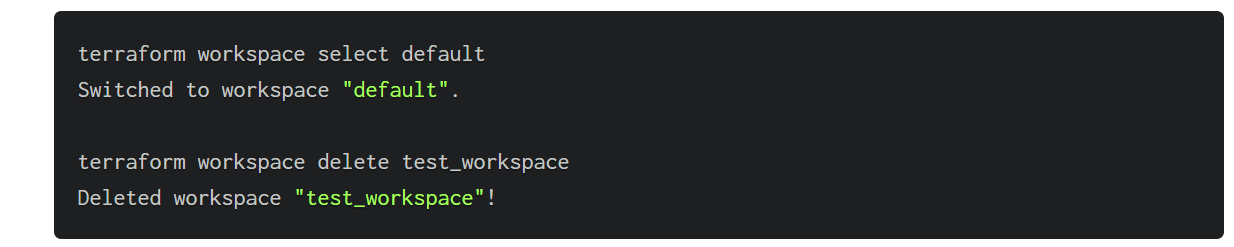 terraform workspace select default
Switched to workspace "default".
terraform workspace delete test_workspace
Deleted workspace "test_workspace"!